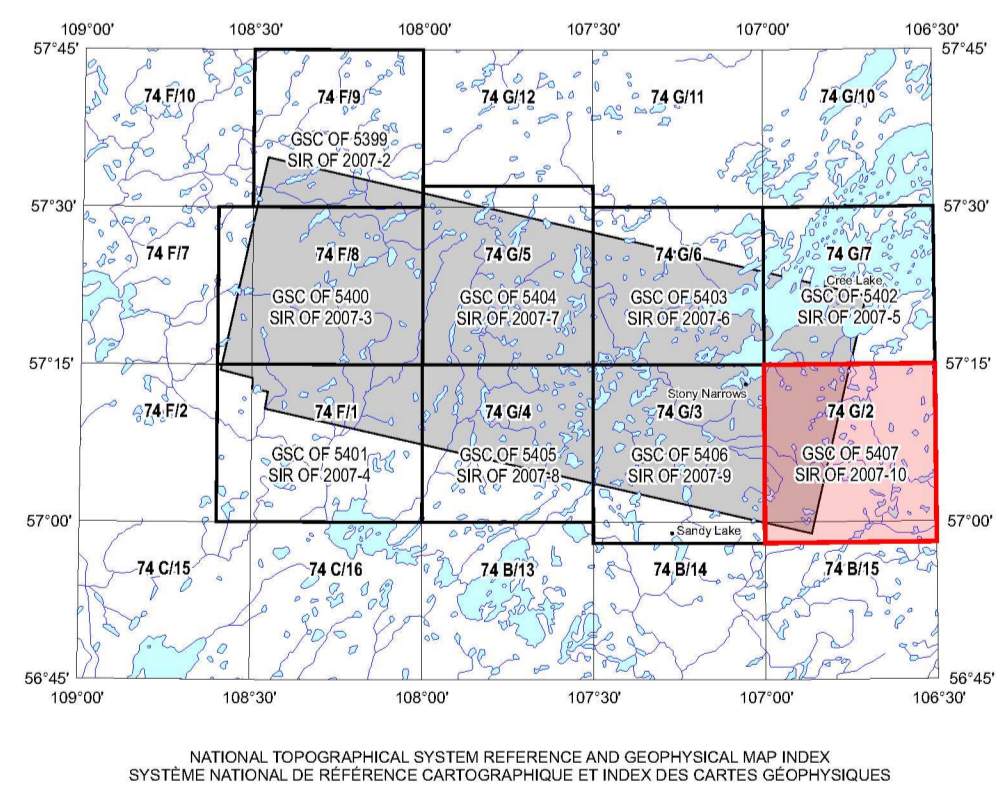 109°00' 108°30' 108°00' 107°30' 107°00' 106°30'
57°45' 57°45'
74 F/10 74 F/9 74 G/12 74 G/11 74 G/10
GSC OF 5399
SIR OF 2007-2
57°30' 57°30'
74 F/7 74 F/8 74 G/5 74 G/6 74 G/7
Cree Lake
GSC OF 5400 GSC OF 5404 GSC OF 5403 GSC OF 5402
SIR OF 2007-3 SIR OF 2007-7 SIR OF 2007-6 SIR OF 2007-5
57°15' 57°15'
Stony Narrows
74 F/2 74 F/1 74 G/4 74 G/3 74 G/2
GSC OF 5401 GSC OF 5405 GSC OF 5406 GSC OF 5407
SIR OF 2007-4 SIR OF 2007-8 SIR OF 2007-9 SIR OF 2007-10
57°00' 57°00'
Sandy Lake
74 C/15 74 C/16 74 B/13 74 B/14 74 B/15
56°45' 56°45'
109°00' 108°30' 108°00' 107°30' 107°00' 106°30'
NATIONAL TOPOGRAPHICAL SYSTEM REFERENCE AND GEOPHYSICAL MAP INDEX
SYSTÈME NATIONAL DE RÉFÉRENCE CARTOGRAPHIQUE ET INDEX DES CARTES GÉOPHYSIQUES